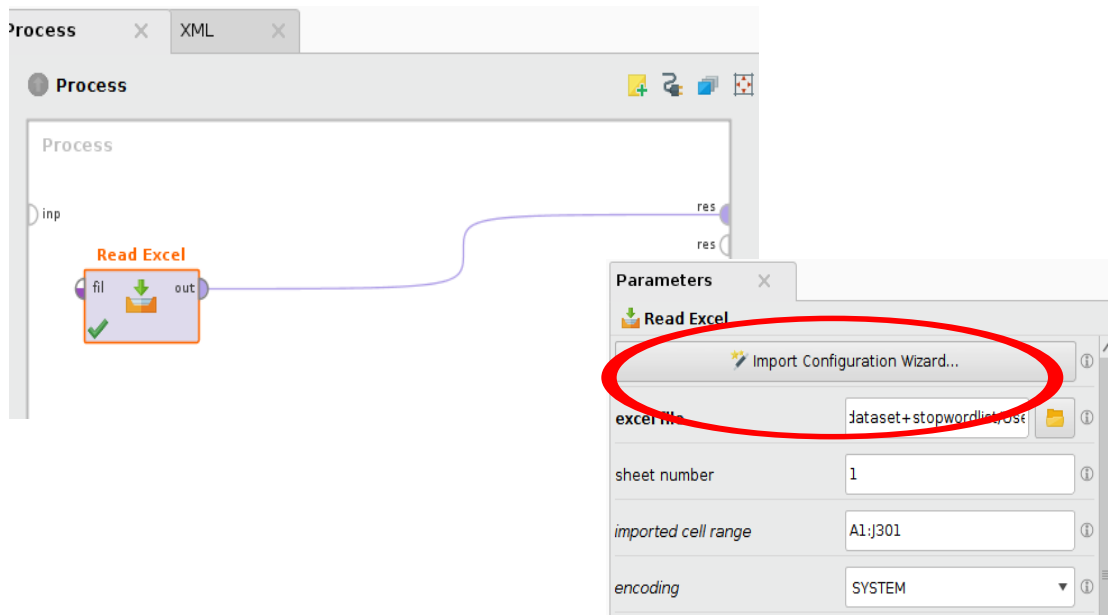 Process XML
Process
Process
inp
res
res
Read Excel
fil out
Parameters
Read Excel
Import Configuration Wizard...
excel file dataset+stopwordlist/Use
sheet number 1
imported cell range A1:J301
encoding SYSTEM